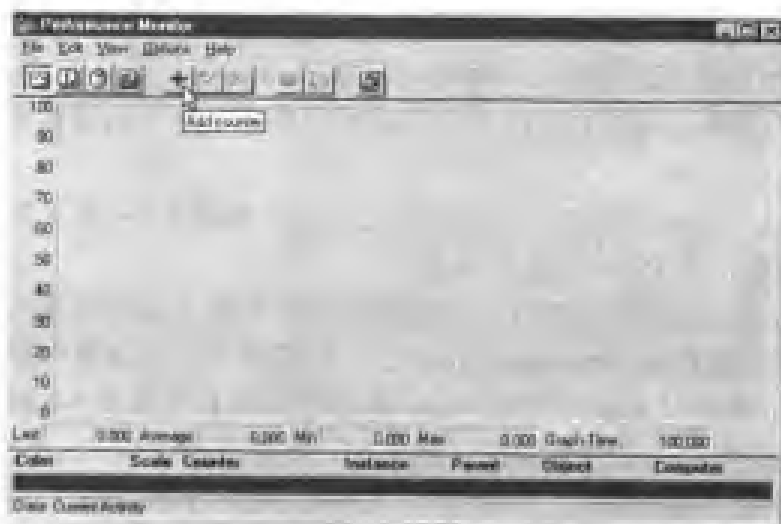 Performance Monitor
File Edit View Options Help
Add counter
100
90
80
70
60
50
40
30
20
10
0
Last 0.000 Average 0.000 Min 0.000 Max 0.000 Graph Time 100.000
Color Scale Counter Instance Parent Object Computer
Data: Current Activity